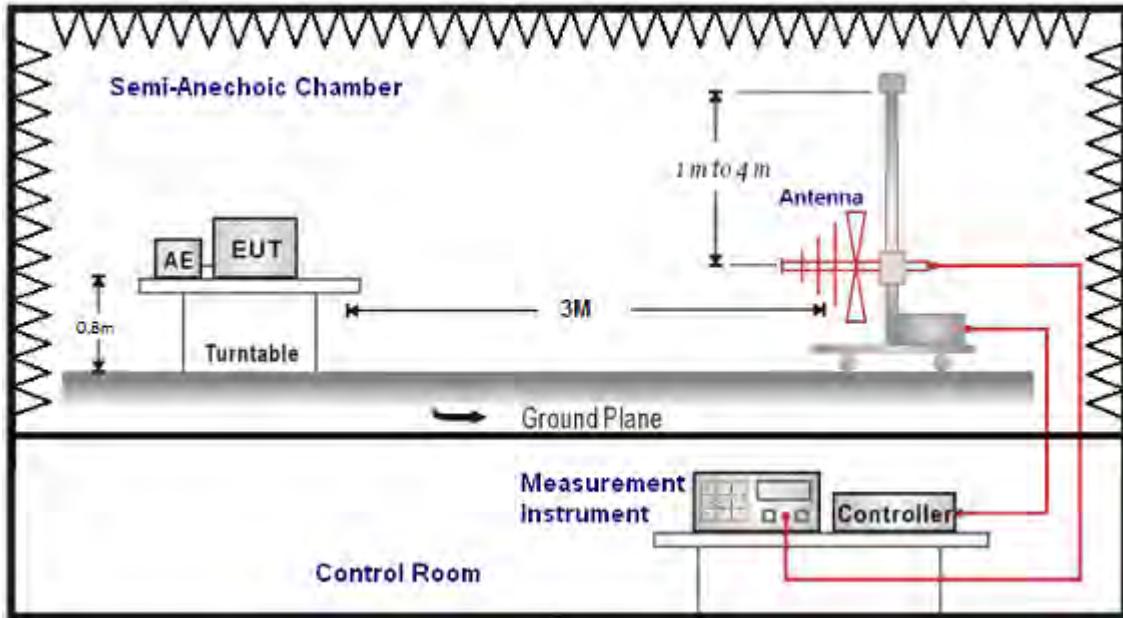 Semi-Anechoic Chamber
1 m to 4 m
Antenna
AE
EUT
3M
0.8m
Turntable
Ground Plane
Measurement
Instrument
Controller
Control Room